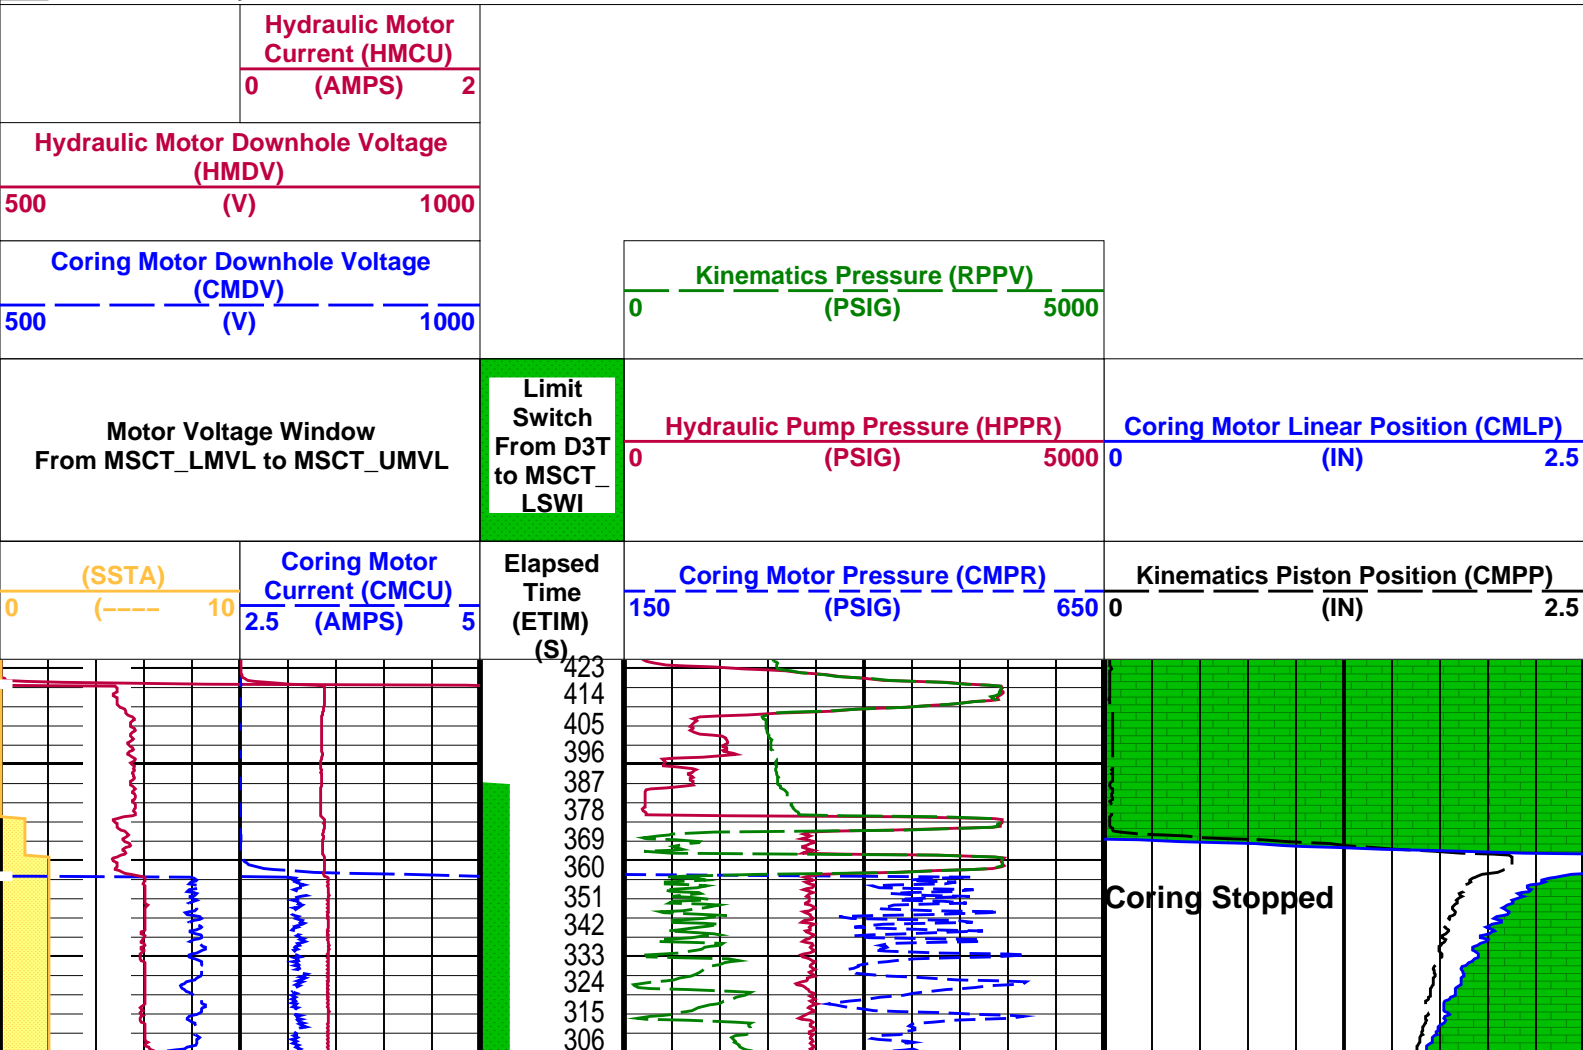 Hydraulic Motor
Current (HMCU)
0 (AMPS) 2
Hydraulic Motor Downhole Voltage
(HMDV)
500 (V) 1000
Coring Motor Downhole Voltage
(CMDV)
500 (V) 1000
Kinematics Pressure (RPPV)
0 (PSIG) 5000
Motor Voltage Window
From MSCT_LMVL to MSCT_UMVL
Limit
Switch
From D3T
to MSCT_
LSWI
Hydraulic Pump Pressure (HPPR)
0 (PSIG) 5000
Coring Motor Linear Position (CMLP)
0 (IN) 2.5
(SSTA)
0 (---- 10
Coring Motor
Current (CMCU)
2.5 (AMPS) 5
Elapsed
Time
(ETIM)
(S)
Coring Motor Pressure (CMPR)
150 (PSIG) 650
Kinematics Piston Position (CMPP)
0 (IN) 2.5
423
414
405
396
387
378
369
360
351
342
333
324
315
306
Coring Stopped